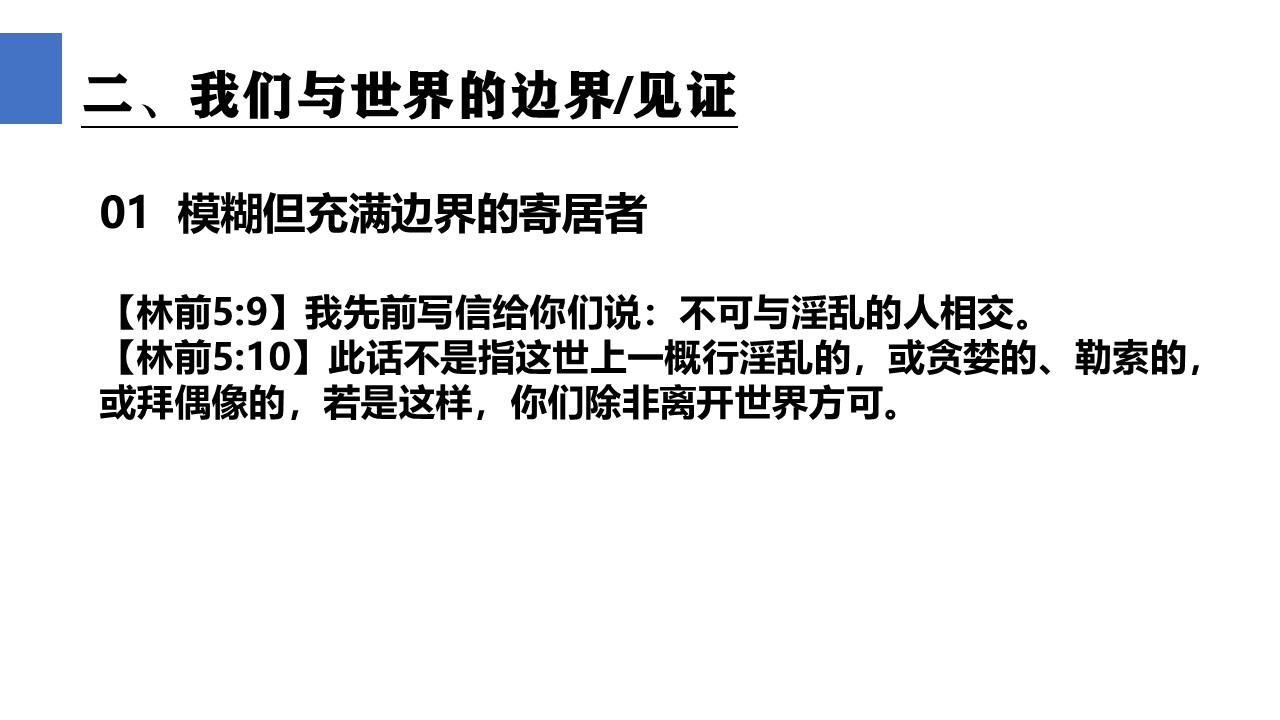 二、我们与世界的边界/见证
01 模糊但充满边界的寄居者
【林前5:9】我先前写信给你们说：不可与淫乱的人相交。
【林前5:10】此话不是指这世上一概行淫乱的，或贪婪的、勒索的，
或拜偶像的，若是这样，你们除非离开世界方可。